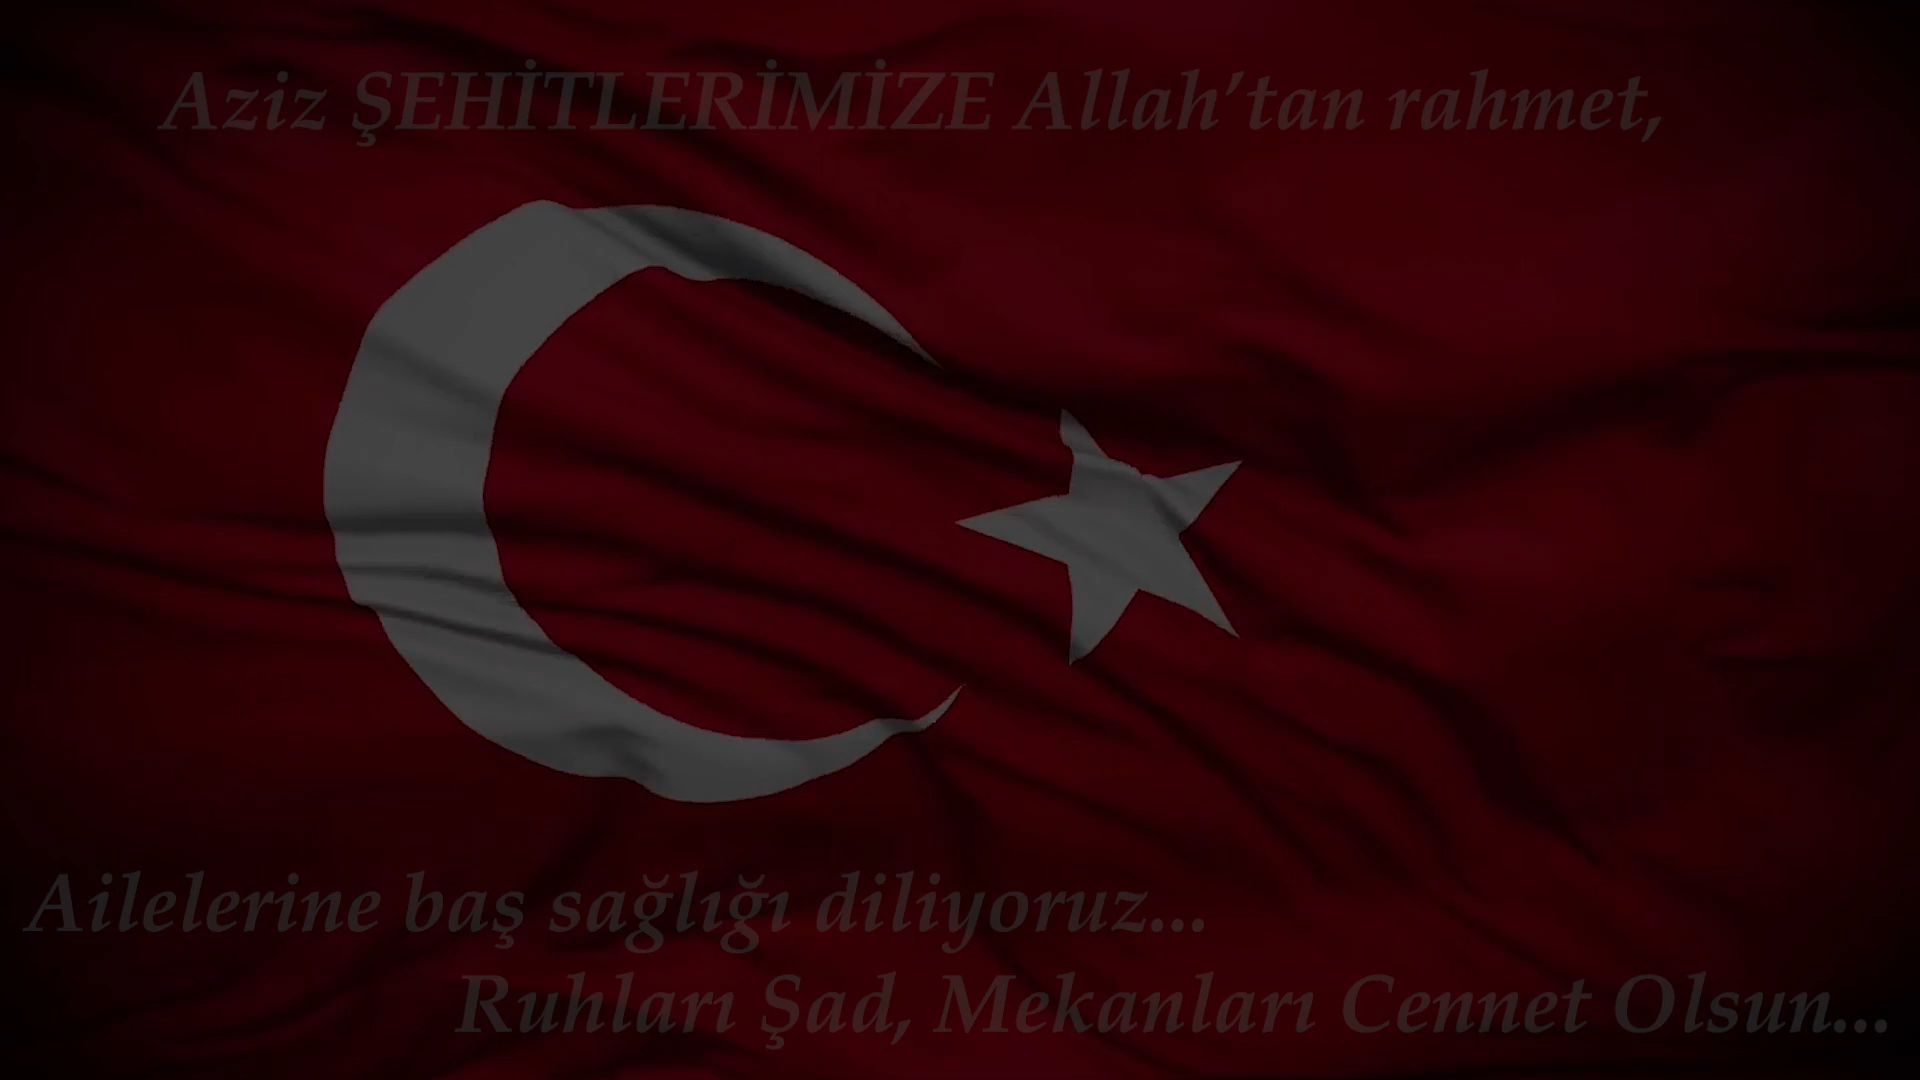 Aziz ŞEHİTLERİMİZE Allah’tan rahmet,
Ailelerine baş sağlığı diliyoruz...
Ruhları Şad, Mekanları Cennet Olsun...